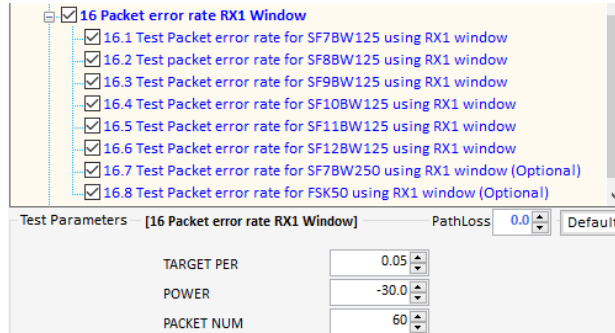 16 Packet error rate RX1 Window
16.1 Test Packet error rate for SF7BW125 using RX1 window
16.2 Test Packet error rate for SF8BW125 using RX1 window
16.3 Test Packet error rate for SF9BW125 using RX1 window
16.4 Test Packet error rate for SF10BW125 using RX1 window
16.5 Test Packet error rate for SF11BW125 using RX1 window
16.6 Test Packet error rate for SF12BW125 using RX1 window
16.7 Test Packet error rate for SF7BW250 using RX1 window (Optional)
16.8 Test Packet error rate for FSK50 using RX1 window (Optional)
Test Parameters [16 Packet error rate RX1 Window] PathLoss 0.0 Default
TARGET PER 0.05
POWER -30.0
PACKET NUM 60